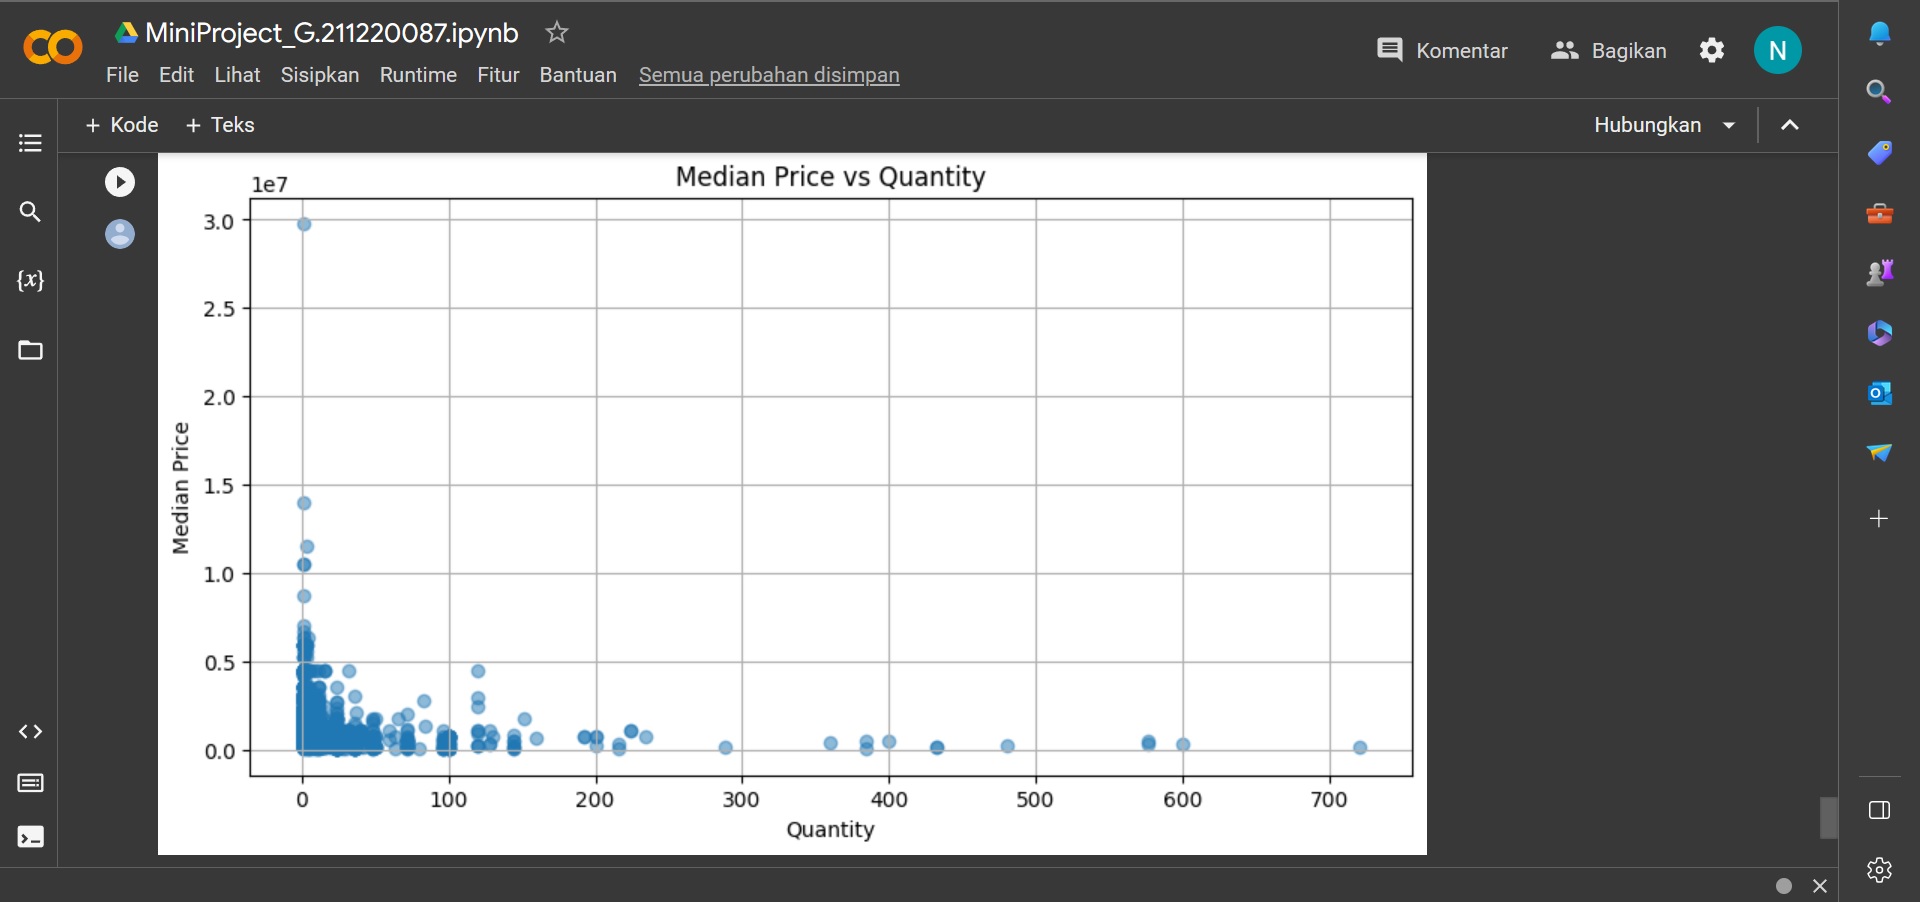 MiniProject_G.211220087.ipynb
File Edit Lihat Sisipkan Runtime Fitur Bantuan Semua perubahan disimpan
Komentar Bagikan N
+ Kode + Teks
Hubungkan
{x}
Median Price vs Quantity
1e7
3.0
2.5
2.0
1.5
1.0
0.5
0.0
Median Price
0 100 200 300 400 500 600 700
Quantity